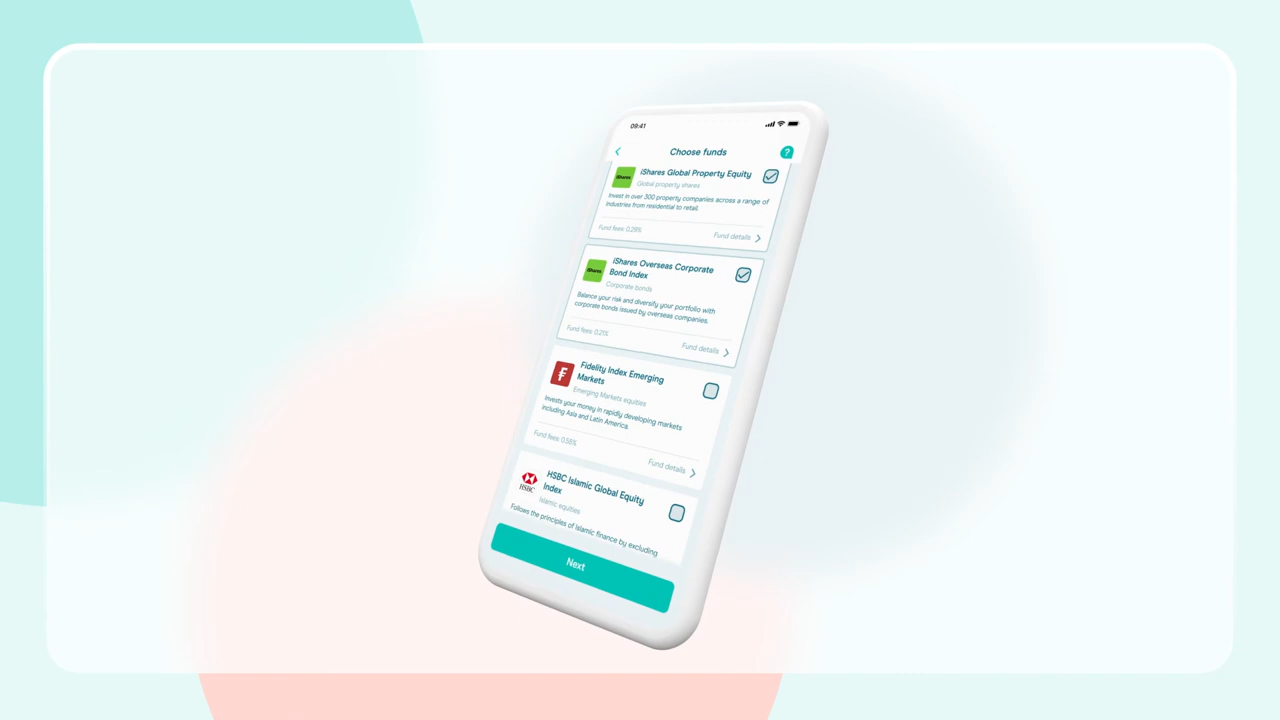 09:41
Choose funds
?
iShares
iShares Global Property Equity
Global property shares
Invest in over 300 property companies across a range of
industries from residential to retail.
Fund fees: 0.29%
Fund details
iShares
iShares Overseas Corporate
Bond Index
Corporate bonds
Balance your risk and diversify your portfolio with
corporate bonds issued by overseas companies.
Fund fees: 0.21%
Fund details
Fidelity Index Emerging
Markets
Emerging Markets equities
Invests your money in rapidly developing markets
including Asia and Latin America.
Fund fees: 0.58%
Fund details
HSBC
HSBC Islamic Global Equity
Index
Islamic equities
Follows the principles of Islamic finance by excluding
Next